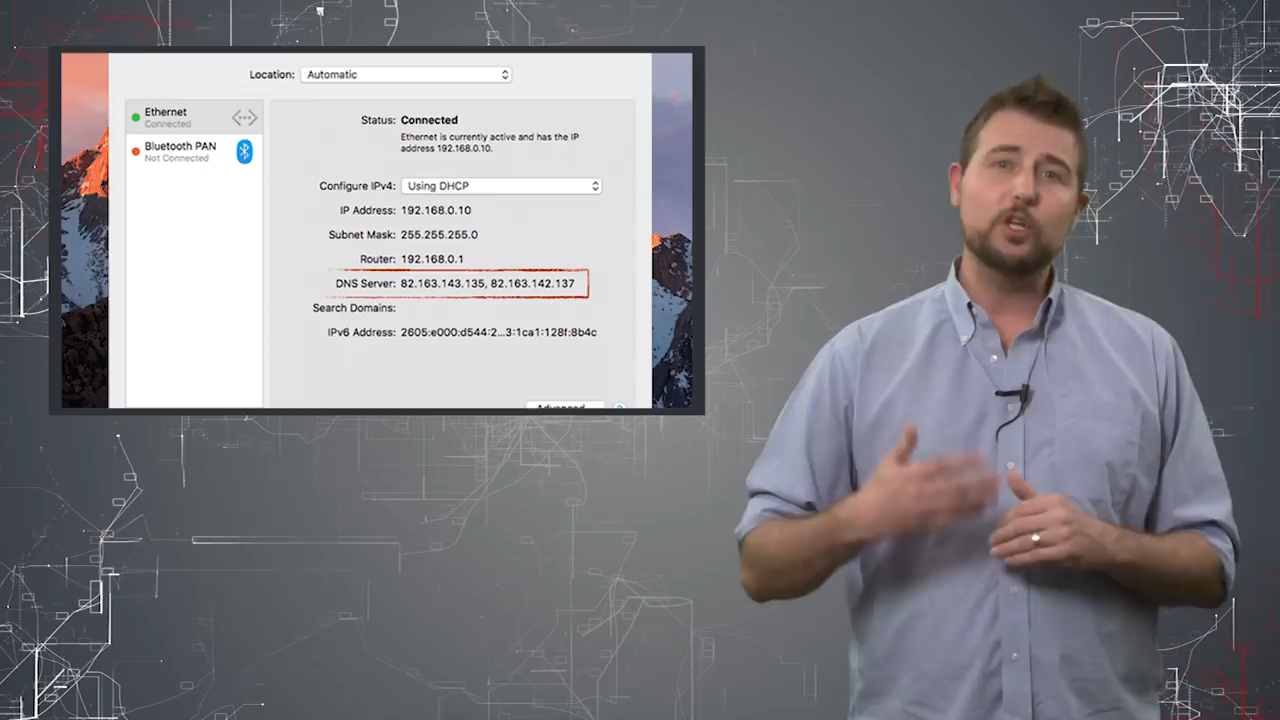 Location: Automatic
Ethernet
Connected
Bluetooth PAN
Not Connected
Status: Connected
Ethernet is currently active and has the IP
address 192.168.0.10.
Configure IPv4: Using DHCP
IP Address: 192.168.0.10
Subnet Mask: 255.255.255.0
Router: 192.168.0.1
DNS Server: 82.163.143.135, 82.163.142.137
Search Domains:
IPv6 Address: 2605:e000:d544:2...3:1ca1:128f:8b4c